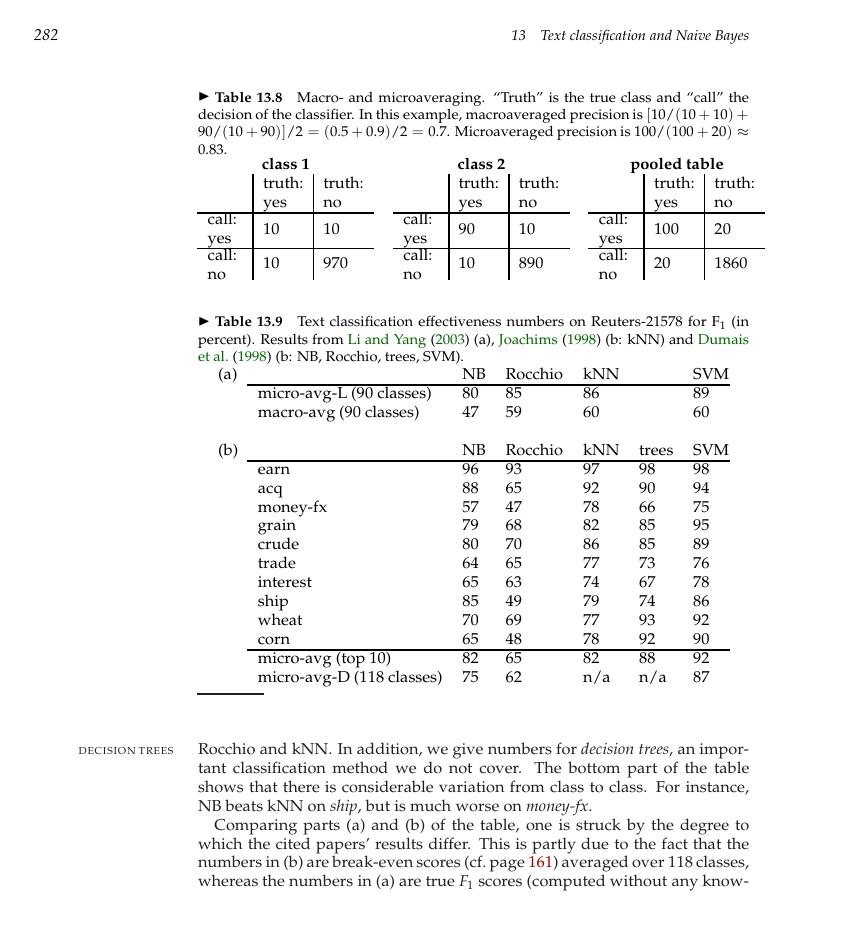 282
13 Text classification and Naive Bayes
► Table 13.8 Macro- and microaveraging. “Truth” is the true class and “call” the
decision of the classifier. In this example, macroaveraged precision is [10/(10 + 10) +
90/(10 + 90)]/2 = (0.5 + 0.9)/2 = 0.7. Microaveraged precision is 100/(100 + 20) ≈
0.83.
class 1 class 2 pooled table
truth: truth: truth: truth: truth: truth:
yes no yes no yes no
call: call: call:
yes 10 10 yes 90 10 yes 100 20
call: call: call:
no 10 970 no 10 890 no 20 1860
► Table 13.9 Text classification effectiveness numbers on Reuters-21578 for F1 (in
percent). Results from Li and Yang (2003) (a), Joachims (1998) (b: kNN) and Dumais
et al. (1998) (b: NB, Rocchio, trees, SVM).
(a) NB Rocchio kNN SVM
micro-avg-L (90 classes) 80 85 86 89
macro-avg (90 classes) 47 59 60 60
(b) NB Rocchio kNN trees SVM
earn 96 93 97 98 98
acq 88 65 92 90 94
money-fx 57 47 78 66 75
grain 79 68 82 85 95
crude 80 70 86 85 89
trade 64 65 77 73 76
interest 65 63 74 67 78
ship 85 49 79 74 86
wheat 70 69 77 93 92
corn 65 48 78 92 90
micro-avg (top 10) 82 65 82 88 92
micro-avg-D (118 classes) 75 62 n/a n/a 87
DECISION TREES
Rocchio and kNN. In addition, we give numbers for decision trees, an impor-
tant classification method we do not cover. The bottom part of the table
shows that there is considerable variation from class to class. For instance,
NB beats kNN on ship, but is much worse on money-fx.
Comparing parts (a) and (b) of the table, one is struck by the degree to
which the cited papers’ results differ. This is partly due to the fact that the
numbers in (b) are break-even scores (cf. page 161) averaged over 118 classes,
whereas the numbers in (a) are true F1 scores (computed without any know-